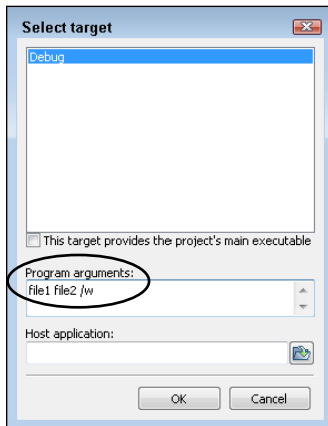 Select target
Debug
This target provides the project's main executable
Program arguments:
file1 file2 /w
Host application:
OK
Cancel